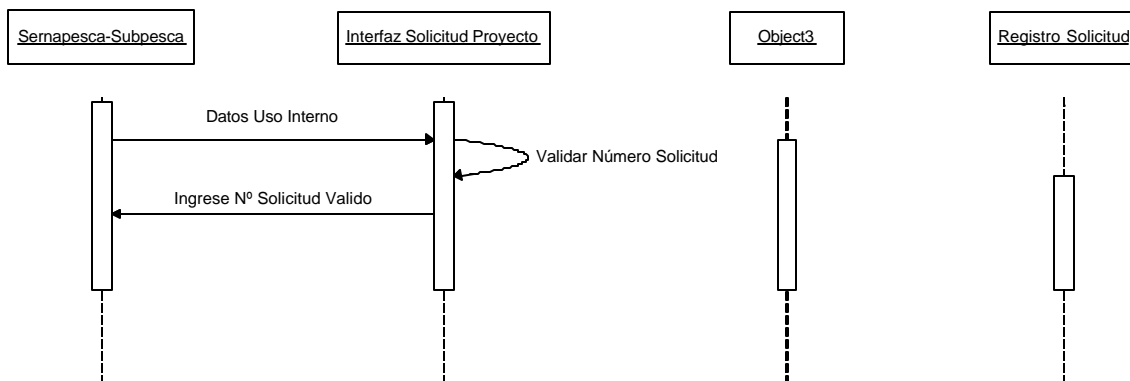 Sernapesca-Subpesca
Interfaz Solicitud Proyecto
Object3
Registro Solicitud
Datos Uso Interno
Validar Número Solicitud
Ingrese Nº Solicitud Valido